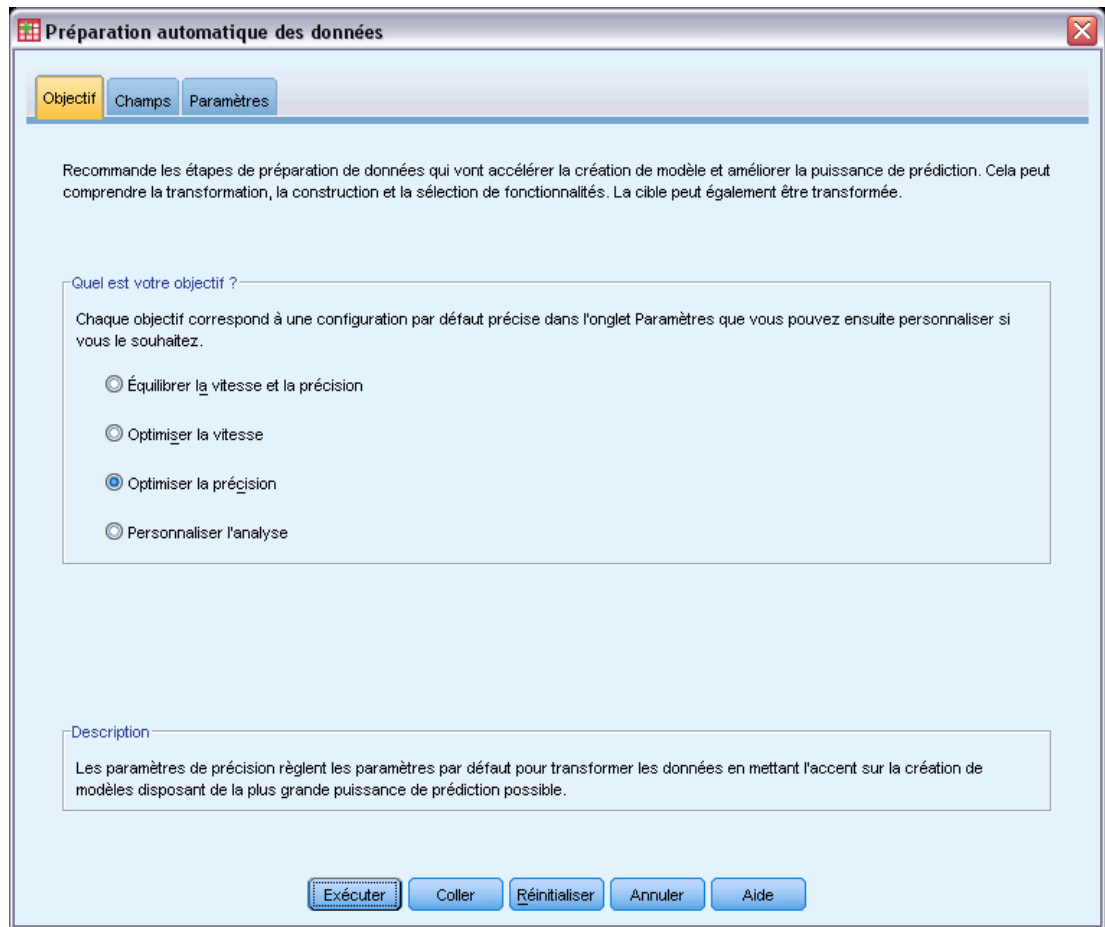 Préparation automatique des données
Objectif Champs Paramètres
Recommande les étapes de préparation de données qui vont accélérer la création de modèle et améliorer la puissance de prédiction. Cela peut
comprendre la transformation, la construction et la sélection de fonctionnalités. La cible peut également être transformée.
Quel est votre objectif ?
Chaque objectif correspond à une configuration par défaut précise dans l'onglet Paramètres que vous pouvez ensuite personnaliser si
vous le souhaitez.
Équilibrer la vitesse et la précision
Optimiser la vitesse
Optimiser la précision
Personnaliser l'analyse
Description
Les paramètres de précision règlent les paramètres par défaut pour transformer les données en mettant l'accent sur la création de
modèles disposant de la plus grande puissance de prédiction possible.
Exécuter Coller Réinitialiser Annuler Aide